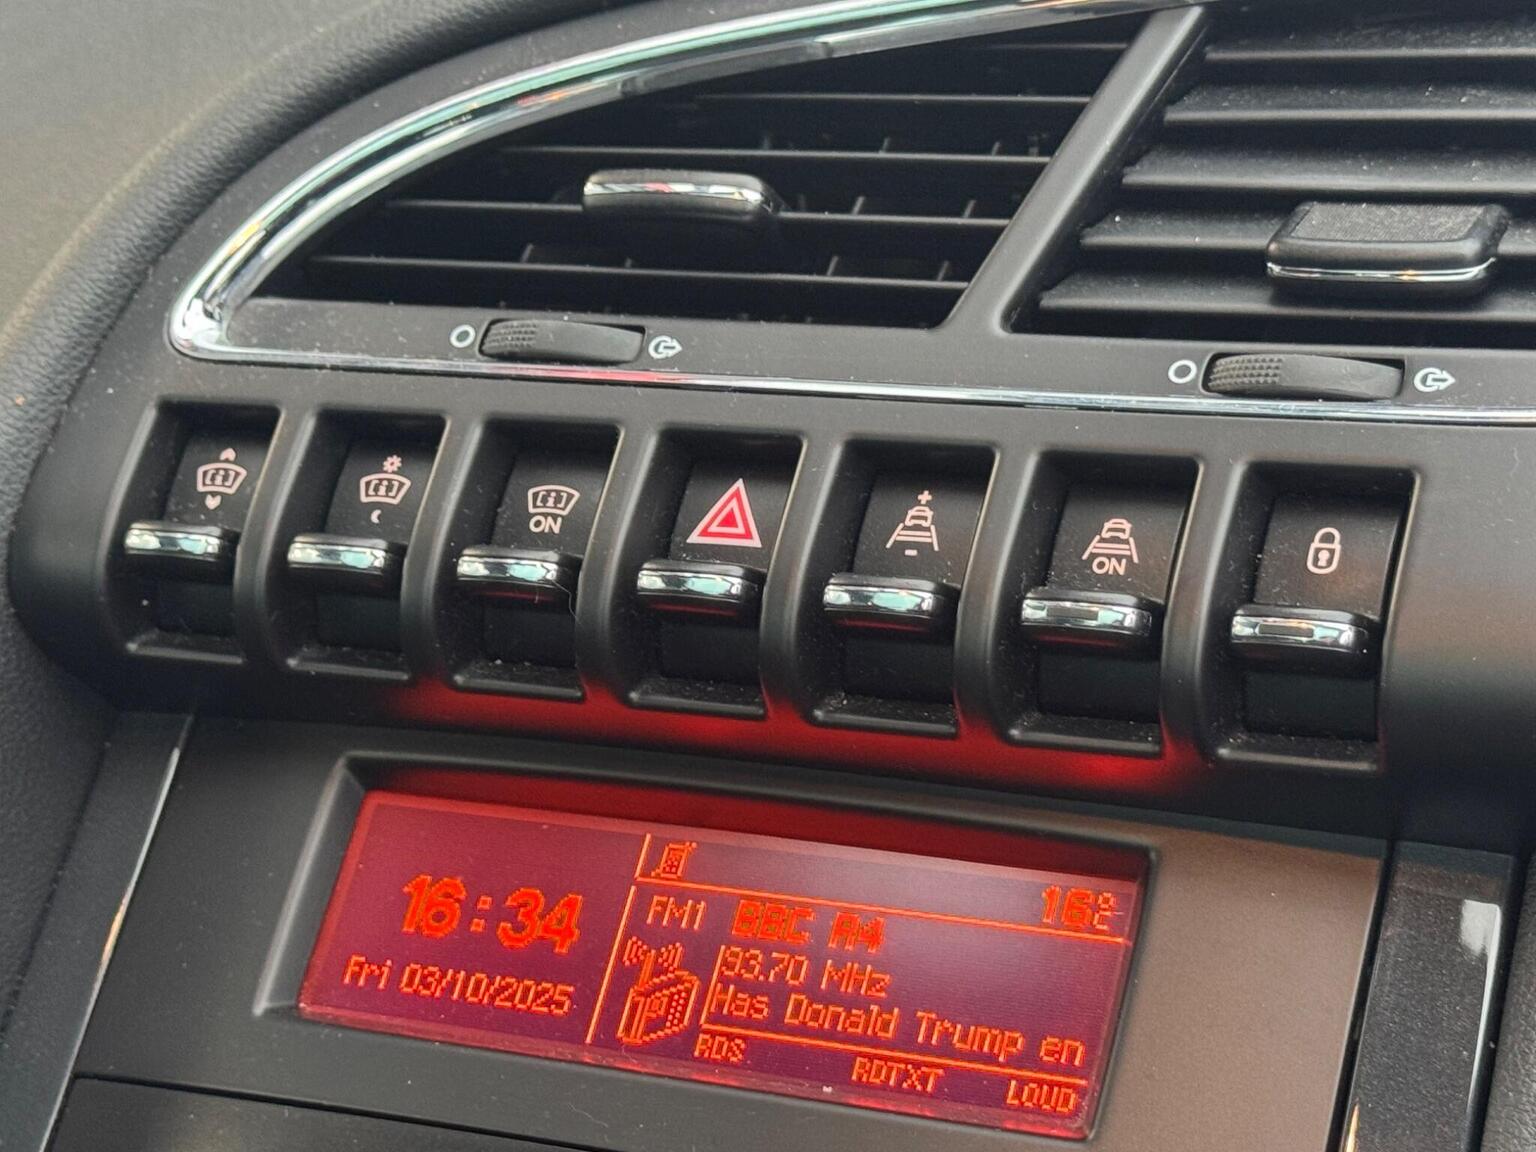 ON
ON
16:34
Fri 03/10/2025
16
FM1 BBC R4
93.70 MHz
Has Donald Trump en
RDS RDTXT LOUD